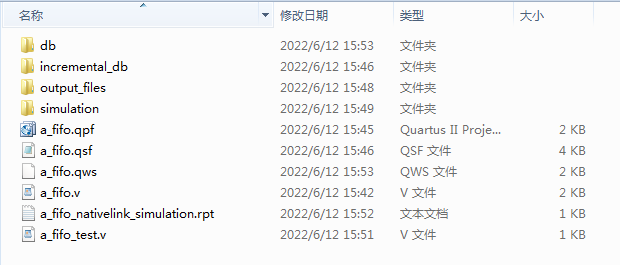 名称 修改日期 类型 大小
db 2022/6/12 15:53 文件夹
incremental_db 2022/6/12 15:46 文件夹
output_files 2022/6/12 15:48 文件夹
simulation 2022/6/12 15:49 文件夹
a_fifo.qpf 2022/6/12 15:45 Quartus II Proje... 2 KB
a_fifo.qsf 2022/6/12 15:46 QSF 文件 4 KB
a_fifo.qws 2022/6/12 15:53 QWS 文件 2 KB
a_fifo.v 2022/6/12 15:42 V 文件 2 KB
a_fifo_nativelink_simulation.rpt 2022/6/12 15:52 文本文档 1 KB
a_fifo_test.v 2022/6/12 15:51 V 文件 1 KB